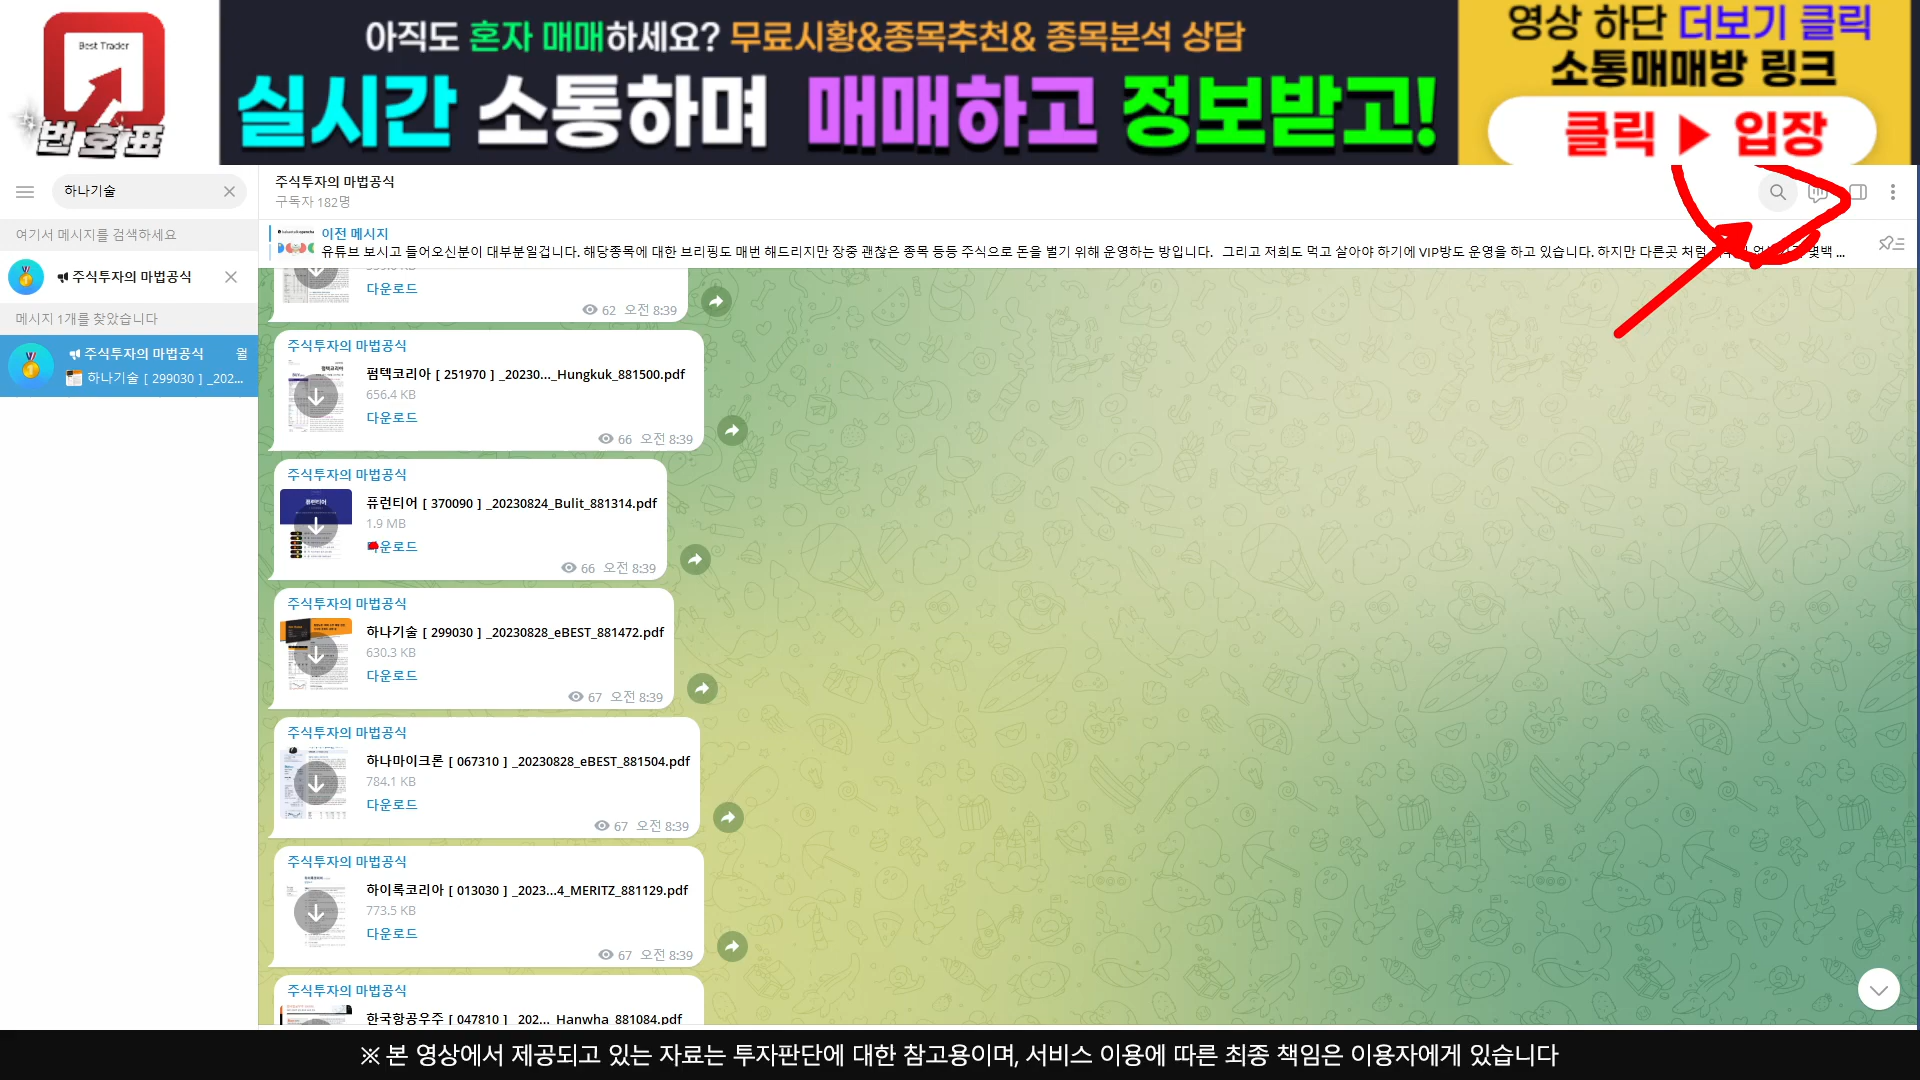 Best Trader
번호표
아직도 혼자 매매하세요? 무료시황&종목추천& 종목분석 상담
실시간 소통하며 매매하고 정보받고!
영상 하단 더보기 클릭
소통매매방 링크
클릭 ▶ 입장
하나기술
여기서 메시지를 검색하세요
주식투자의 마법공식
메시지 1개를 찾았습니다
주식투자의 마법공식 월
하나기술 [ 299030 ] _202...
주식투자의 마법공식
구독자 182명
이전 메시지
유튜브 보시고 들어오신분이 대부분일겁니다. 해당종목에 대한 브리핑도 매번 해드리지만 장중 괜찮은 종목 등등 주식으로 돈을 벌기 위해 운영하는 방입니다. 그리고 저희도 먹고 살아야 하기에 VIP방도 운영을 하고 있습니다. 하지만 다른곳 처럼 몇백 ...
다운로드
62 오전 8:39
주식투자의 마법공식
펌텍코리아 [ 251970 ] _20230..._Hungkuk_881500.pdf
656.4 KB
다운로드
66 오전 8:39
주식투자의 마법공식
퓨런티어 [ 370090 ] _20230824_Bulit_881314.pdf
1.9 MB
운로드
66 오전 8:39
주식투자의 마법공식
하나기술 [ 299030 ] _20230828_eBEST_881472.pdf
630.3 KB
다운로드
67 오전 8:39
주식투자의 마법공식
하나마이크론 [ 067310 ] _20230828_eBEST_881504.pdf
784.1 KB
다운로드
67 오전 8:39
주식투자의 마법공식
하이록코리아 [ 013030 ] _2023...4_MERITZ_881129.pdf
773.5 KB
다운로드
67 오전 8:39
주식투자의 마법공식
한국항공우주 [ 047810 ] _202..._Hanwha_881084.pdf
※ 본 영상에서 제공되고 있는 자료는 투자판단에 대한 참고용이며, 서비스 이용에 따른 최종 책임은 이용자에게 있습니다